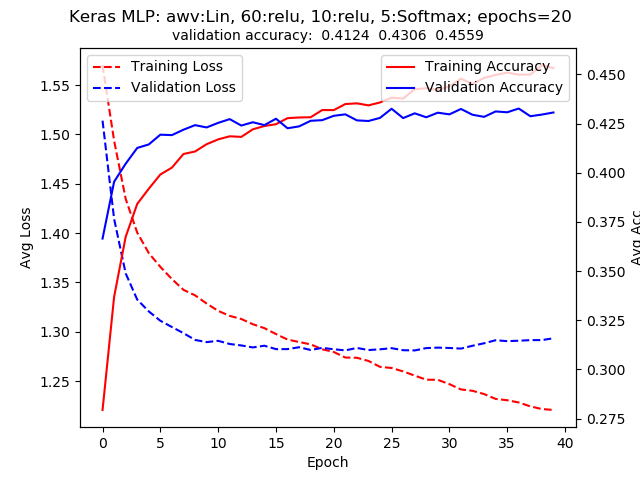 Keras MLP: awv:Lin, 60:relu, 10:relu, 5:Softmax; epochs=20
validation accuracy:  0.4124  0.4306  0.4559
Training Loss
Validation Loss
Training Accuracy
Validation Accuracy
1.55
1.50
1.45
1.40
1.35
1.30
1.25
Avg Loss
0.450
0.425
0.400
0.375
0.350
0.325
0.300
0.275
Avg Acc
0 5 10 15 20 25 30 35 40
Epoch